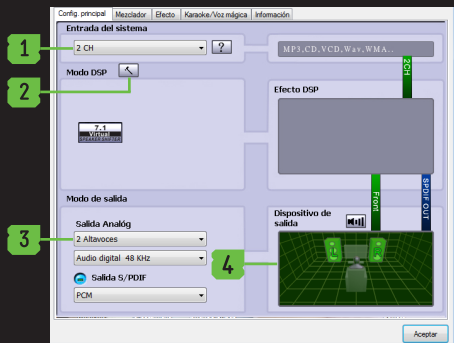 Config. principal Mezclador Efecto Karaoke/Voz mágica Información
Entrada del sistema
1
2 CH
?
MP3,CD,VCD,Wav,WMA..
2CH
2
Modo DSP
Efecto DSP
7.1
Virtual
SPEAKER SHIFTER
Front
SPDIF OUT
Modo de salida
Salida Analóg
Dispositivo de
salida
3
2 Altavoces
4
Audio digital 48 KHz
Salida S/PDIF
PCM
Aceptar